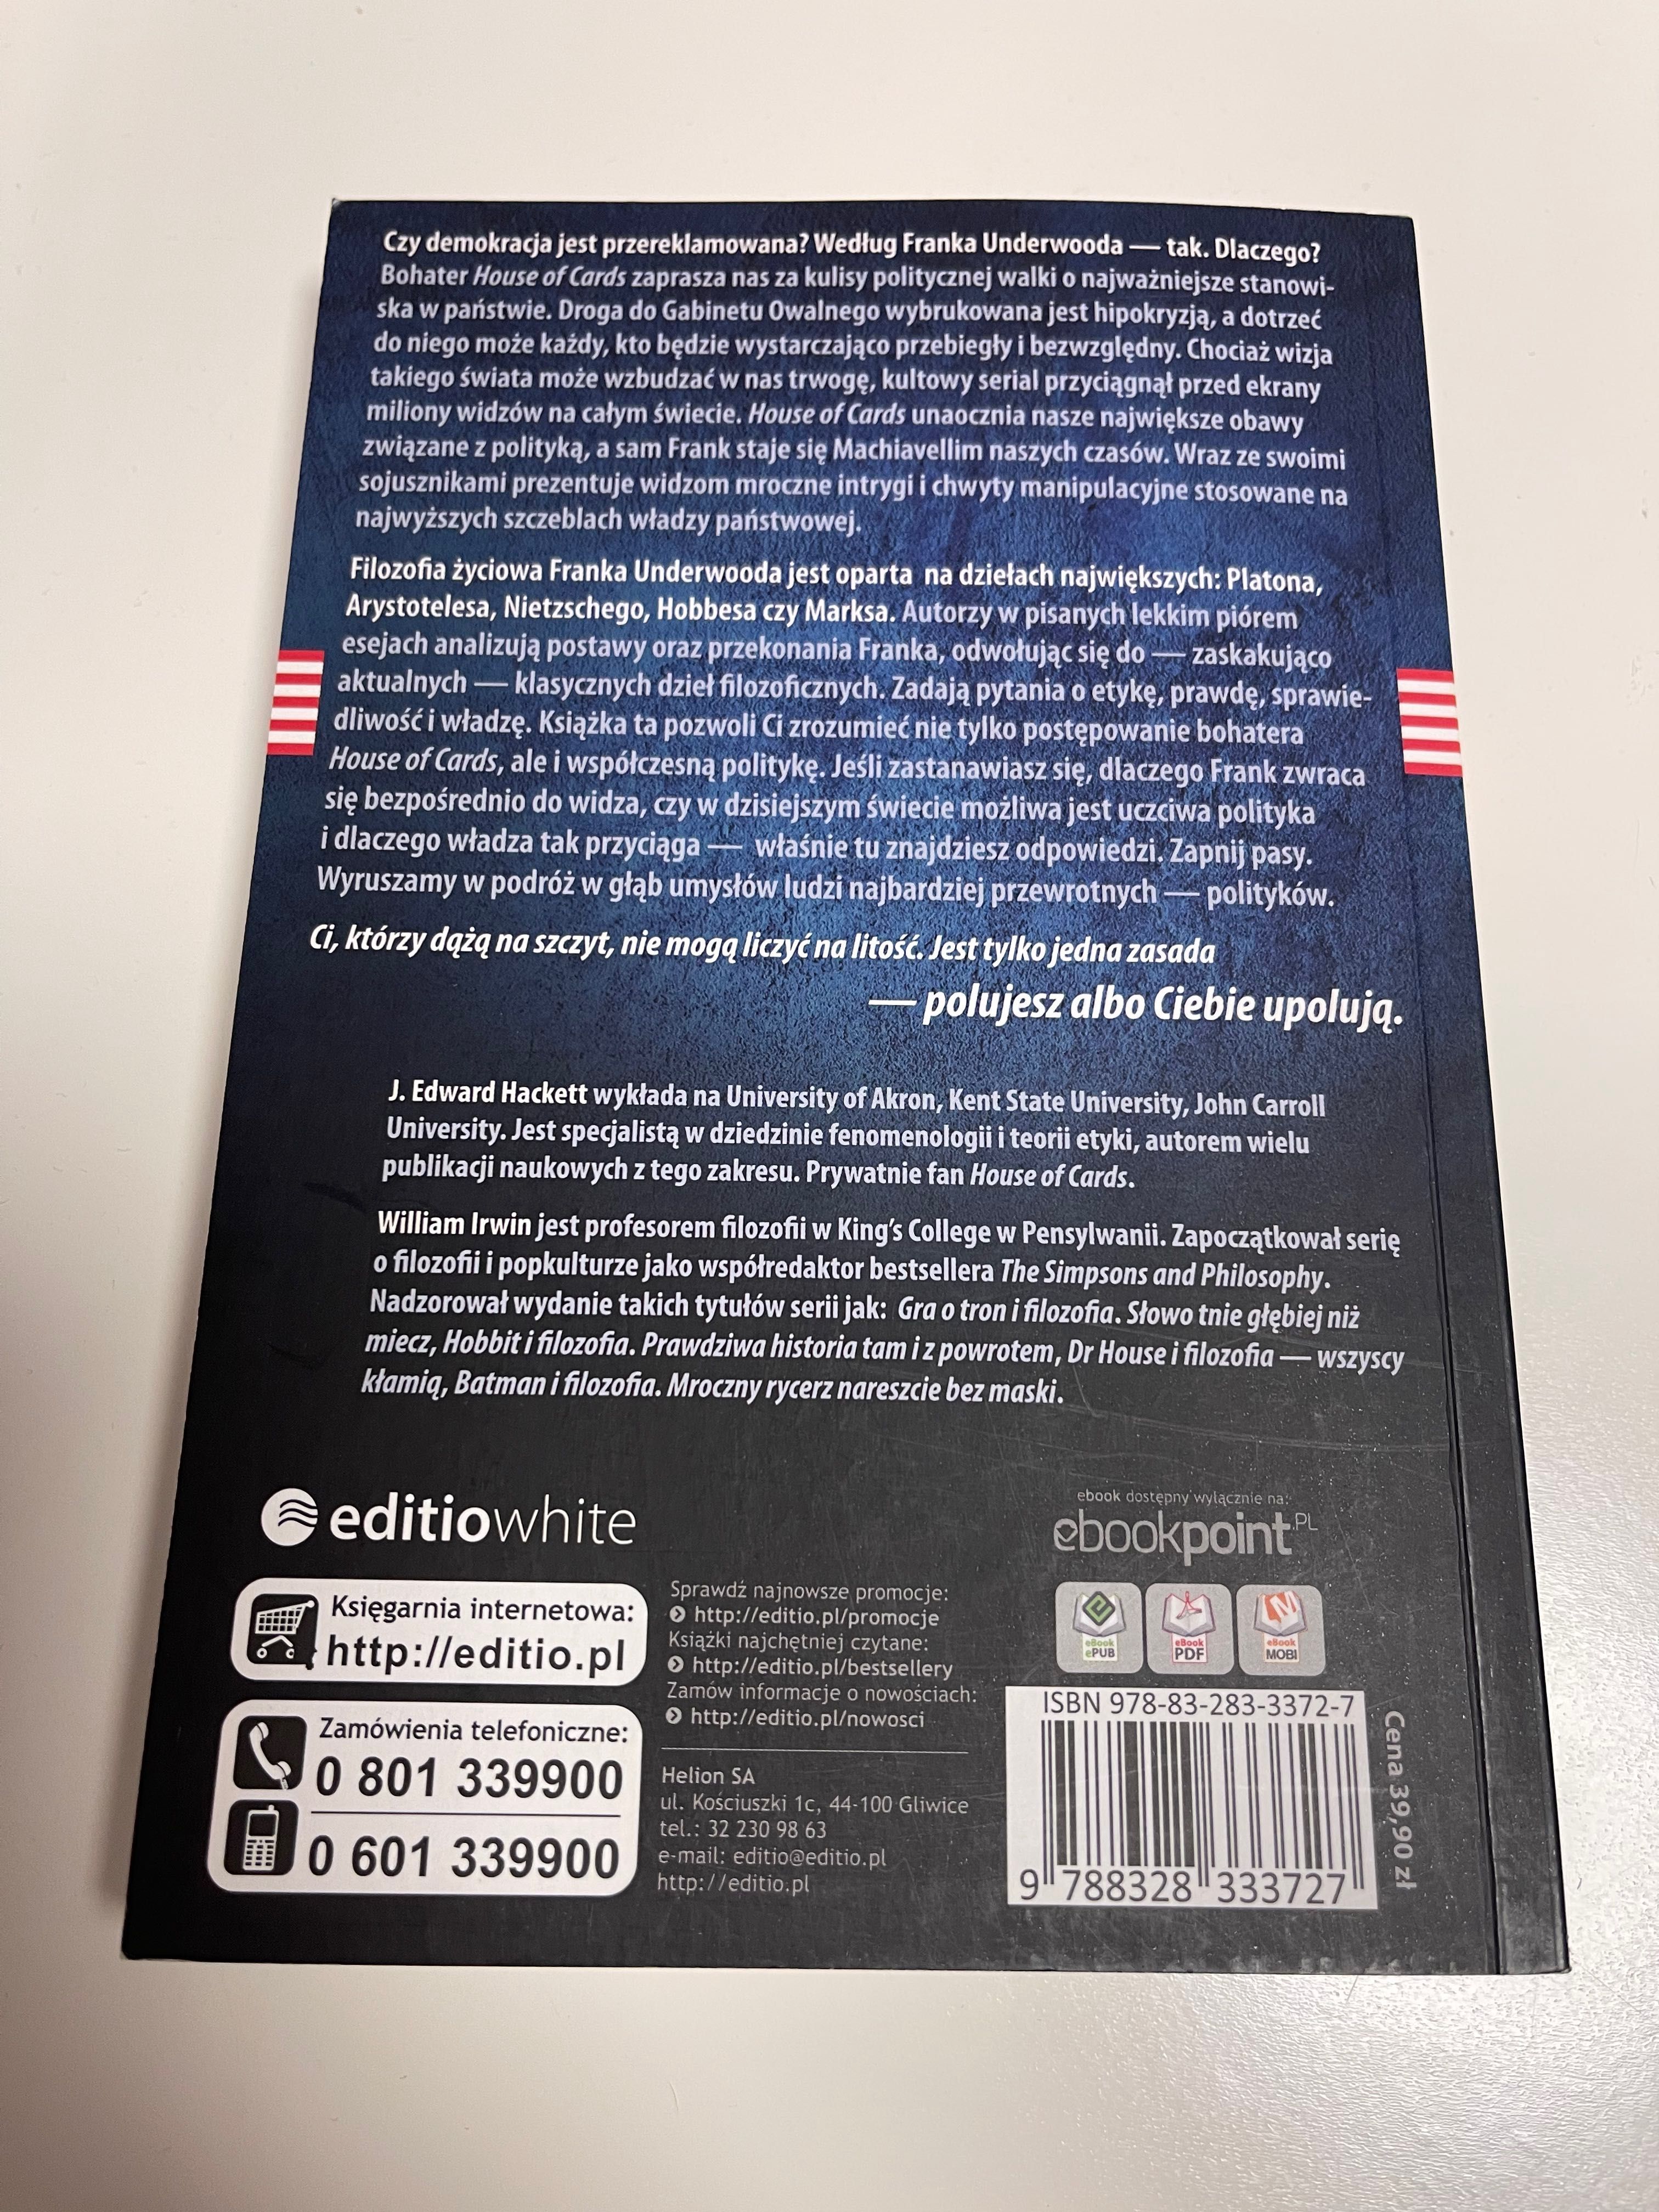 Czy demokracja jest przereklamowana? Według Franka Underwooda — tak. Dlaczego?
Bohater House of Cards zaprasza nas za kulisy politycznej walki o najważniejsze stanowi-
ska w państwie. Droga do Gabinetu Owalnego wybrukowana jest hipokryzją, a dotrzeć
do niego może każdy, kto będzie wystarczająco przebiegły i bezwzględny. Chociaż wizja
takiego świata może wzbudzać w nas trwogę, kultowy serial przyciągnął przed ekrany
miliony widzów na całym świecie. House of Cards unaocznia nasze największe obawy
związane z polityką, a sam Frank staje się Machiavellim naszych czasów. Wraz ze swoimi
sojusznikami prezentuje widzom mroczne intrygi i chwyty manipulacyjne stosowane na
najwyższych szczeblach władzy państwowej.
Filozofia życiowa Franka Underwooda jest oparta na dziełach największych: Platona,
Arystotelesa, Nietzschego, Hobbesa czy Marksa. Autorzy w pisanych lekkim piórem
esejach analizują postawy oraz przekonania Franka, odwołując się do — zaskakująco
aktualnych — klasycznych dzieł filozoficznych. Zadają pytania o etykę, prawdę, sprawie-
dliwość i władzę. Książka ta pozwoli Ci zrozumieć nie tylko postępowanie bohatera
House of Cards, ale i współczesną politykę. Jeśli zastanawiasz się, dlaczego Frank zwraca
się bezpośrednio do widza, czy w dzisiejszym świecie możliwa jest uczciwa polityka
i dlaczego władza tak przyciąga — właśnie tu znajdziesz odpowiedzi. Zapnij pasy.
Wyruszamy w podróż w głąb umysłów ludzi najbardziej przewrotnych — polityków.
Ci, którzy dążą na szczyt, nie mogą liczyć na litość. Jest tylko jedna zasada
— polujesz albo Ciebie upolują.
J. Edward Hackett wykłada na University of Akron, Kent State University, John Carroll
University. Jest specjalistą w dziedzinie fenomenologii i teorii etyki, autorem wielu
publikacji naukowych z tego zakresu. Prywatnie fan House of Cards.
William Irwin jest profesorem filozofii w King's College w Pensylwanii. Zapoczątkował serię
o filozofii i popkulturze jako współredaktor bestsellera The Simpsons and Philosophy.
Nadzorował wydanie takich tytułów serii jak: Gra o tron i filozofia. Słowo tnie głębiej niż
miecz, Hobbit i filozofia. Prawdziwa historia tam i z powrotem, Dr House i filozofia — wszyscy
kłamią, Batman i filozofia. Mroczny rycerz nareszcie bez maski.
editiowhite
Księgarnia internetowa:
http://editio.pl
Zamówienia telefoniczne:
0 801 339900
0 601 339900
Sprawdź najnowsze promocje:
http://editio.pl/promocje
Książki najchętniej czytane:
http://editio.pl/bestsellery
Zamów informacje o nowościach:
http://editio.pl/nowosci
Helion SA
ul. Kościuszki 1c, 44-100 Gliwice
tel.: 32 230 98 63
e-mail: editio@editio.pl
http://editio.pl
ebook dostępny wyłącznie na:
ebookpoint.PL
eBook ePUB
eBook PDF
eBook MOBI
ISBN 978-83-283-3372-7
9 788328 333727
Cena 39,90 zł